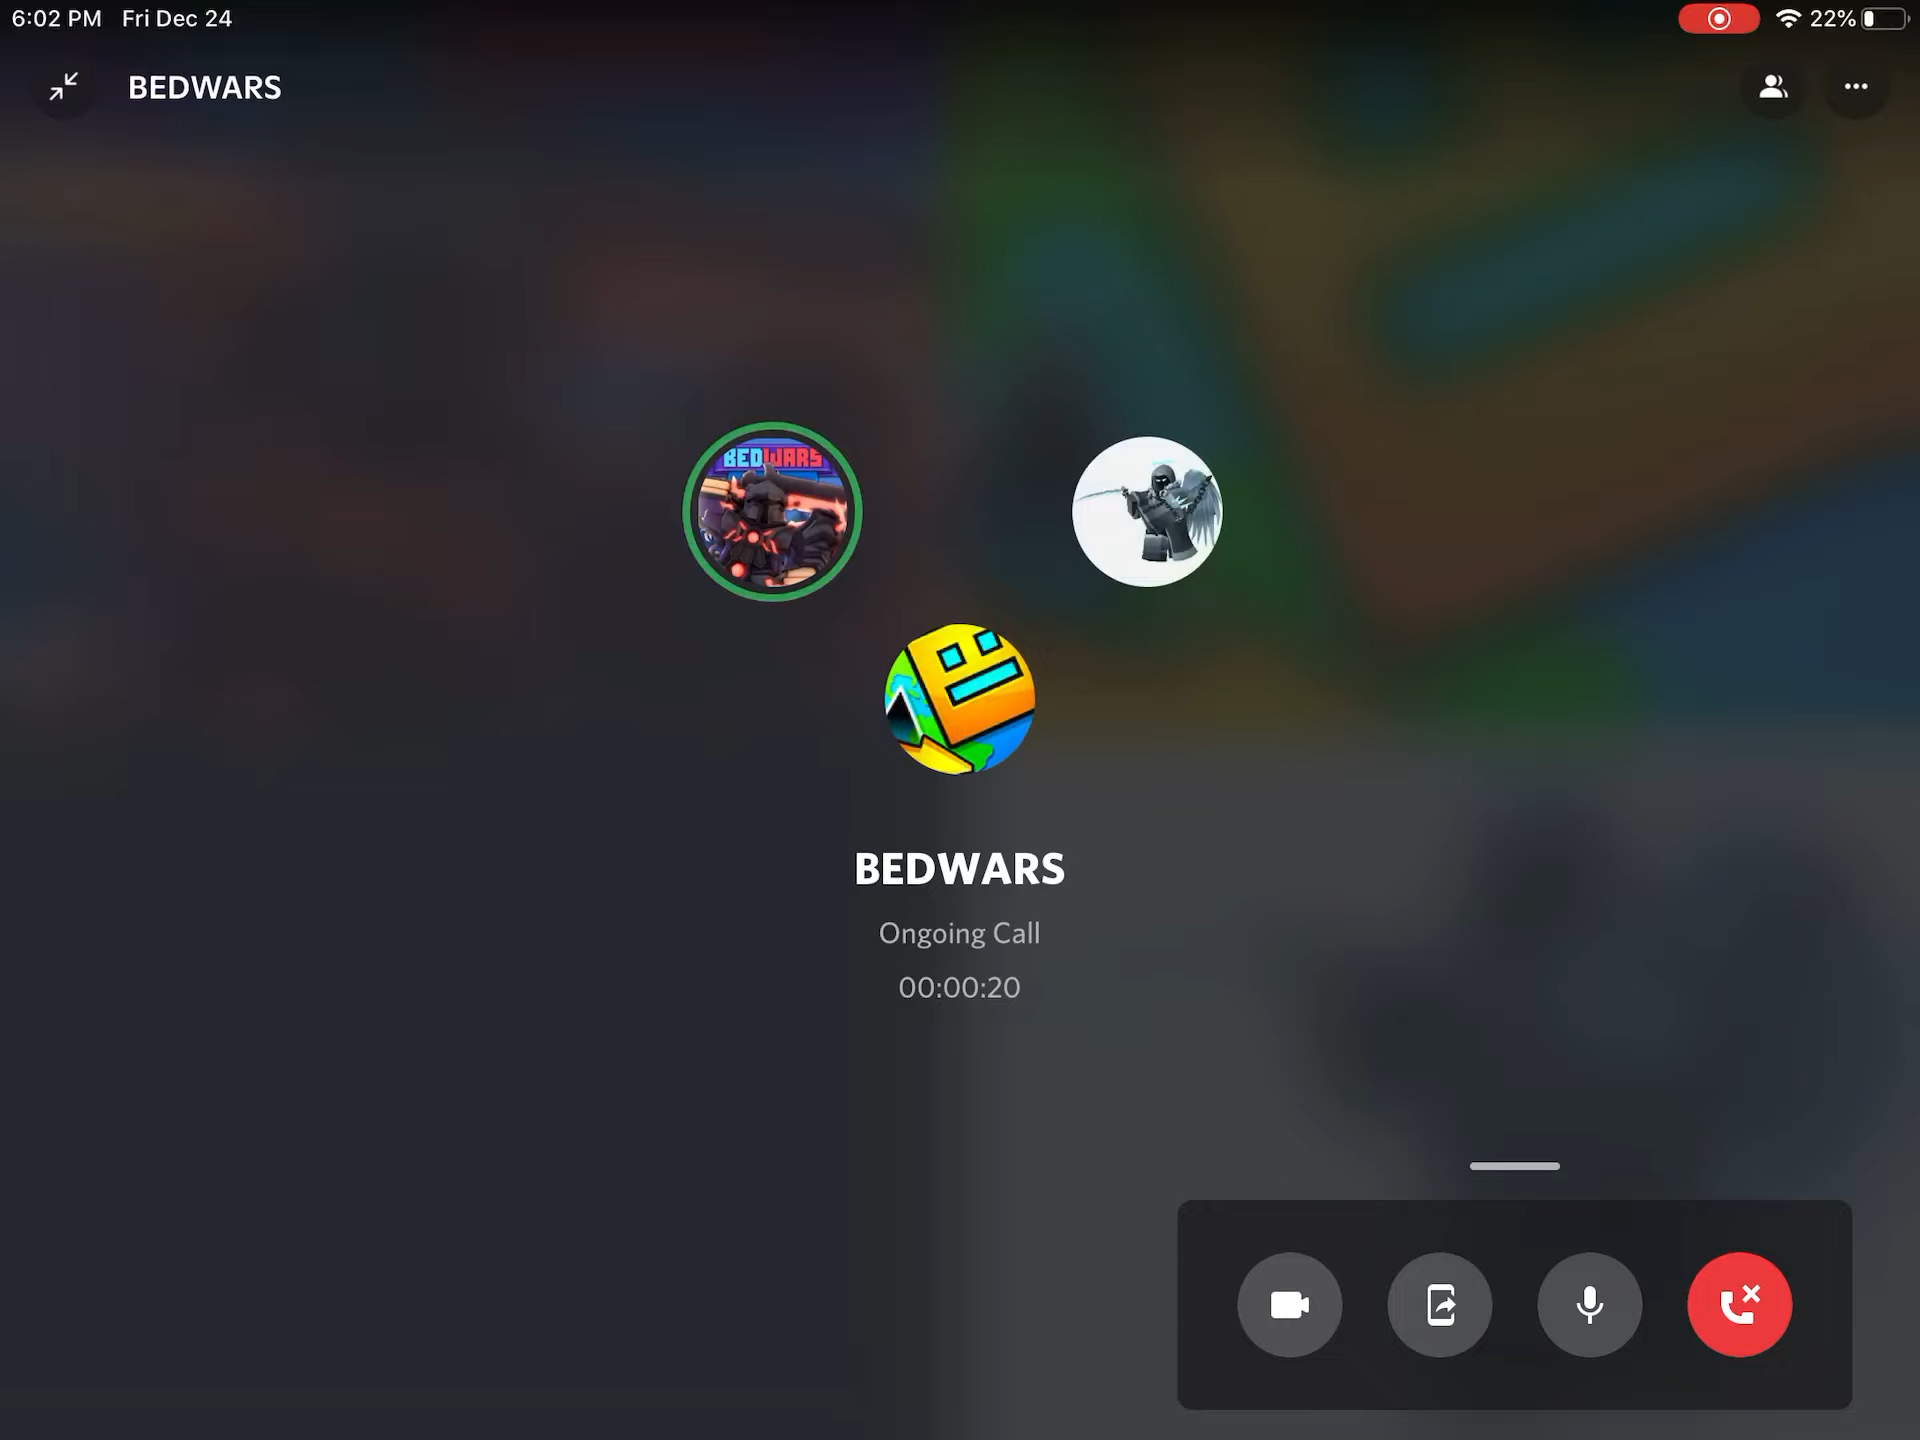 6:02 PM Fri Dec 24
22%
BEDWARS
BEDWARS
BEDWARS
Ongoing Call
00:00:20